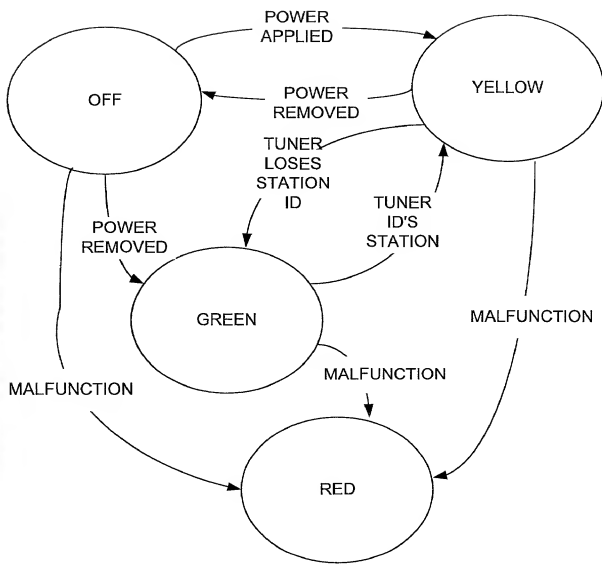 POWER
APPLIED
OFF
YELLOW
POWER
REMOVED
TUNER
LOSES
STATION
ID
TUNER
ID'S
STATION
POWER
REMOVED
GREEN
MALFUNCTION
MALFUNCTION
MALFUNCTION
RED